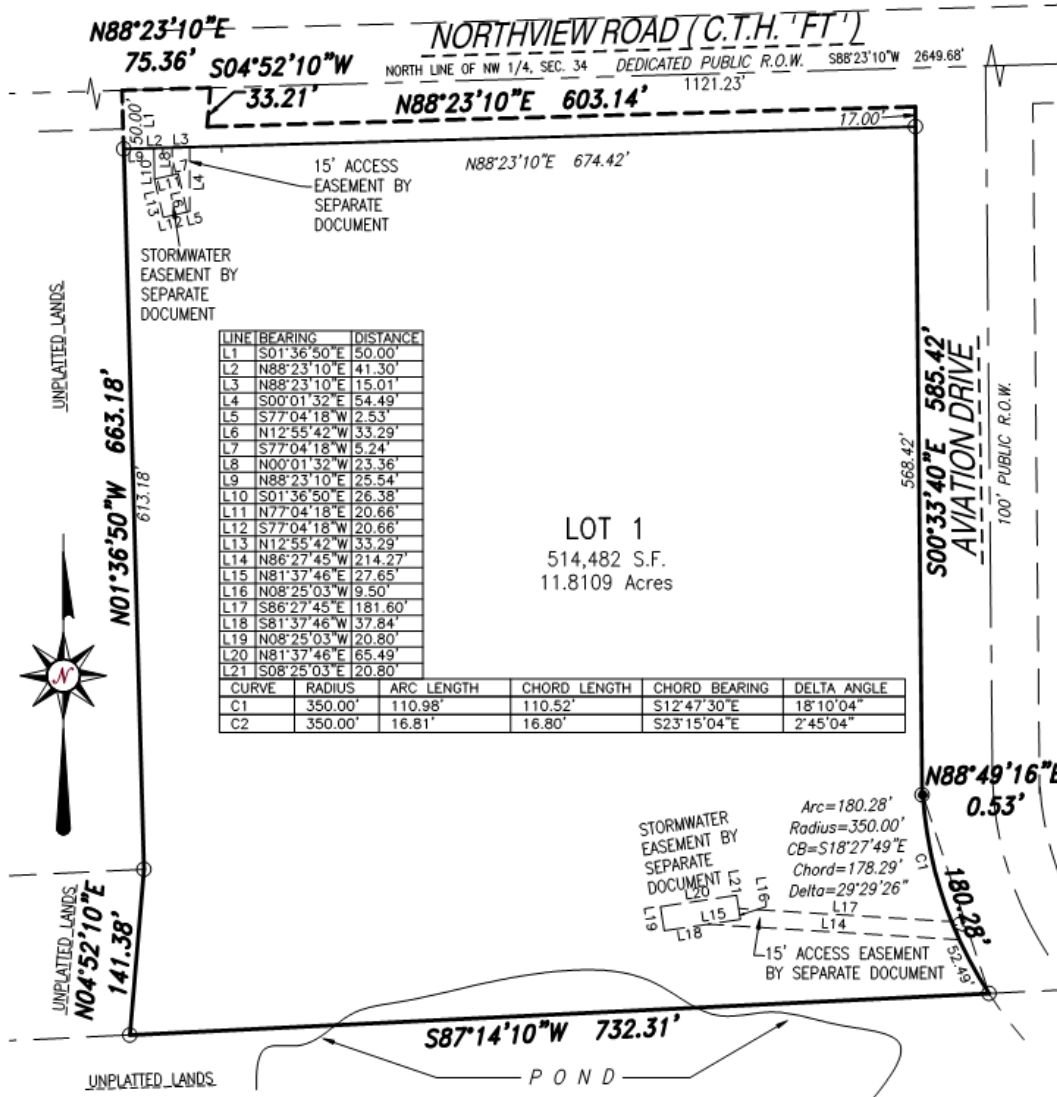 N88°23'10"E
75.36'
S04°52'10"W
33.21'
NORTHVIEW ROAD (C.T.H. 'FT')
NORTH LINE OF NW 1/4, SEC. 34 DEDICATED PUBLIC R.O.W. S88°23'10"W 2649.68'
1121.23'
N88°23'10"E 603.14'
17.00'
50.00'
L1
L2 L3
N88°23'10"E 674.42'
L10
L8
L7
L11
L4
L13
L12 L5
15' ACCESS
EASEMENT BY
SEPARATE
DOCUMENT
STORMWATER
EASEMENT BY
SEPARATE
DOCUMENT
UNPLATTED LANDS
N01°36'50"W 663.18'
613.18'
LINE BEARING DISTANCE
L1 S01°36'50"E 50.00'
L2 N88°23'10"E 41.30'
L3 N88°23'10"E 15.01'
L4 S00°01'32"E 54.49'
L5 S77°04'18"W 2.53'
L6 N12°55'42"W 33.29'
L7 S77°04'18"W 5.24'
L8 N00°01'32"W 23.36'
L9 N88°23'10"E 25.54'
L10 S01°36'50"E 26.38'
L11 N77°04'18"E 20.66'
L12 S77°04'18"W 20.66'
L13 N12°55'42"W 33.29'
L14 N86°27'45"W 214.27'
L15 N81°37'46"E 27.65'
L16 N08°25'03"W 9.50'
L17 S86°27'45"E 181.60'
L18 S81°37'46"W 37.84'
L19 N08°25'03"W 20.80'
L20 N81°37'46"E 65.49'
L21 S08°25'03"E 20.80'
CURVE RADIUS ARC LENGTH CHORD LENGTH CHORD BEARING DELTA ANGLE
C1 350.00' 110.98' 110.52' S12°47'30"E 18°10'04"
C2 350.00' 16.81' 16.80' S23°15'04"E 2°45'04"
LOT 1
514,482 S.F.
11.8109 Acres
568.42'
S00°33'40"E 585.42'
AVIATION DRIVE
100' PUBLIC R.O.W.
N
N88°49'16"E
0.53'
Arc=180.28'
Radius=350.00'
CB=S18°27'49"E
Chord=178.29'
Delta=29°29'26"
C1
180.28'
52.49'
STORMWATER
EASEMENT BY
SEPARATE
DOCUMENT
L21
L16
L20
L19
L15
L18
L17
L14
15' ACCESS EASEMENT
BY SEPARATE DOCUMENT
UNPLATTED LANDS
N04°52'10"E
141.38'
S87°14'10"W 732.31'
POND
UNPLATTED LANDS